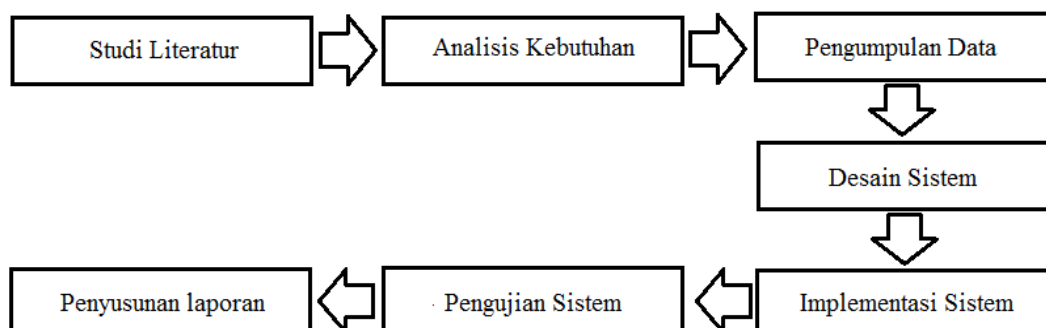 Studi Literatur
Analisis Kebutuhan
Pengumpulan Data
Desain Sistem
Implementasi Sistem
Pengujian Sistem
Penyusunan laporan